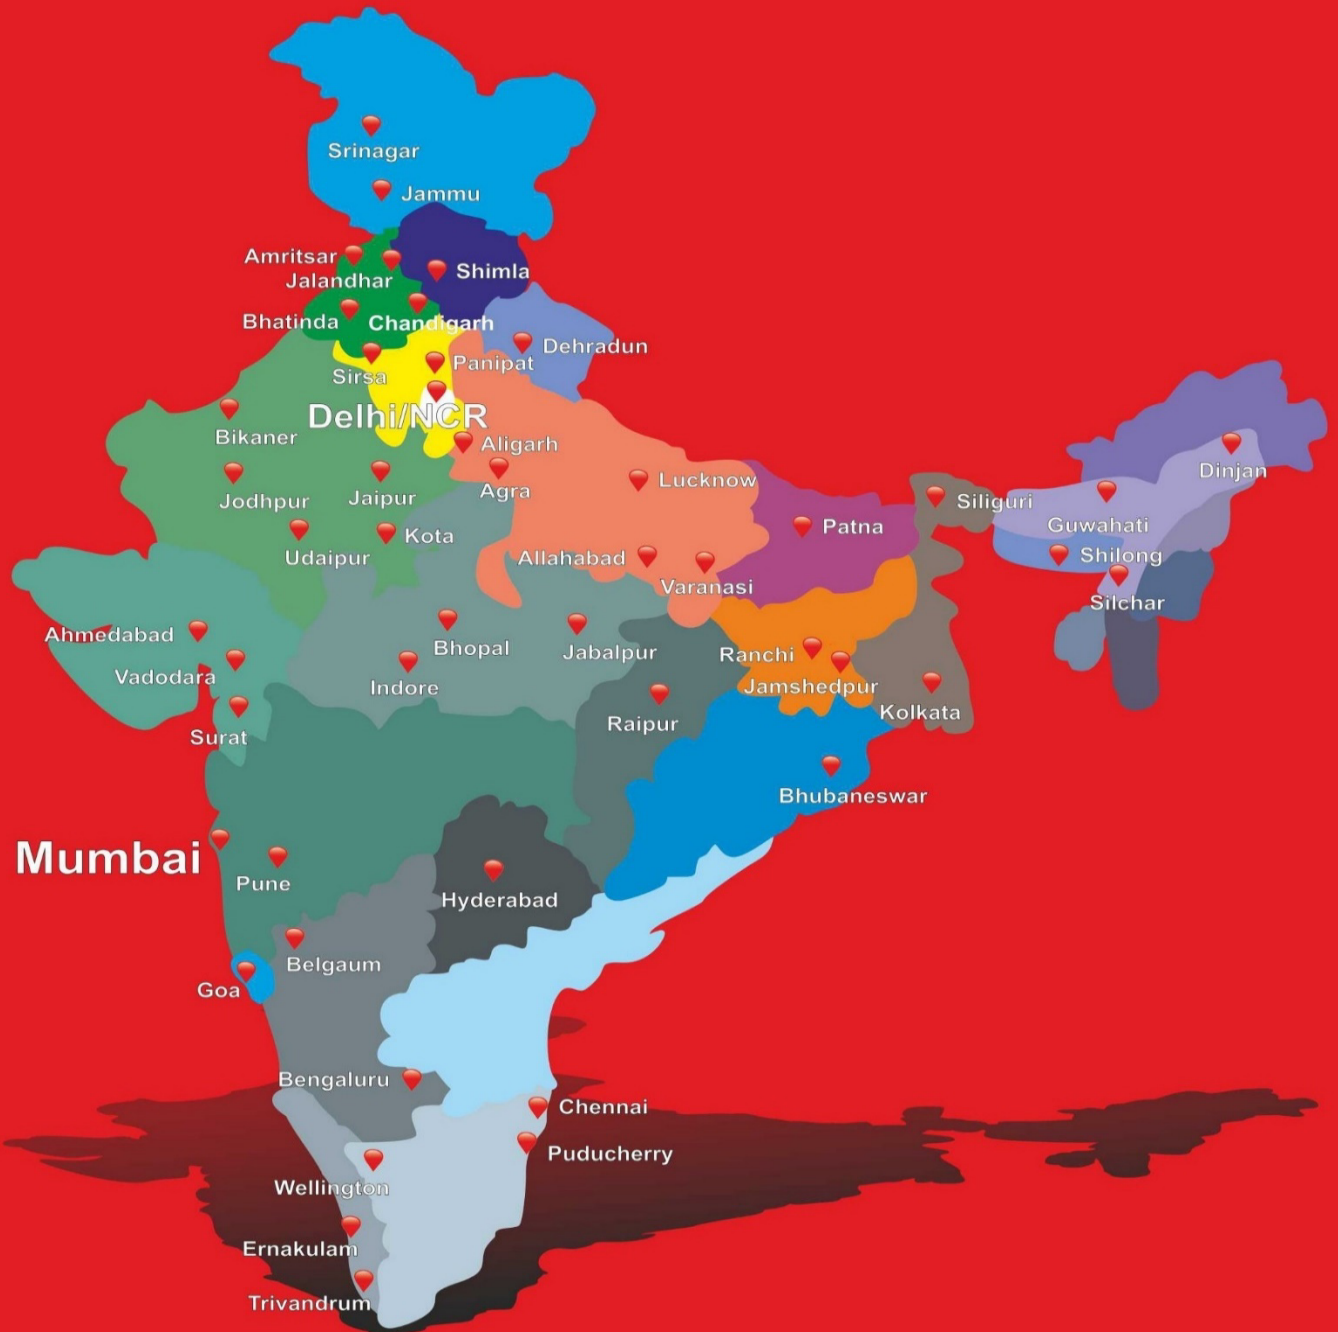 Srinagar
Jammu
Amritsar
Jalandhar
Shimla
Bhatinda
Chandigarh
Dehradun
Sirsa
Panipat
Delhi/NCR
Bikaner
Aligarh
Jodhpur
Jaipur
Agra
Lucknow
Dinjan
Siliguri
Guwahati
Udaipur
Kota
Patna
Allahabad
Shilong
Varanasi
Silchar
Ahmedabad
Bhopal
Jabalpur
Ranchi
Vadodara
Indore
Jamshedpur
Surat
Raipur
Kolkata
Bhubaneswar
Mumbai
Pune
Hyderabad
Belgaum
Goa
Bengaluru
Chennai
Puducherry
Wellington
Ernakulam
Trivandrum